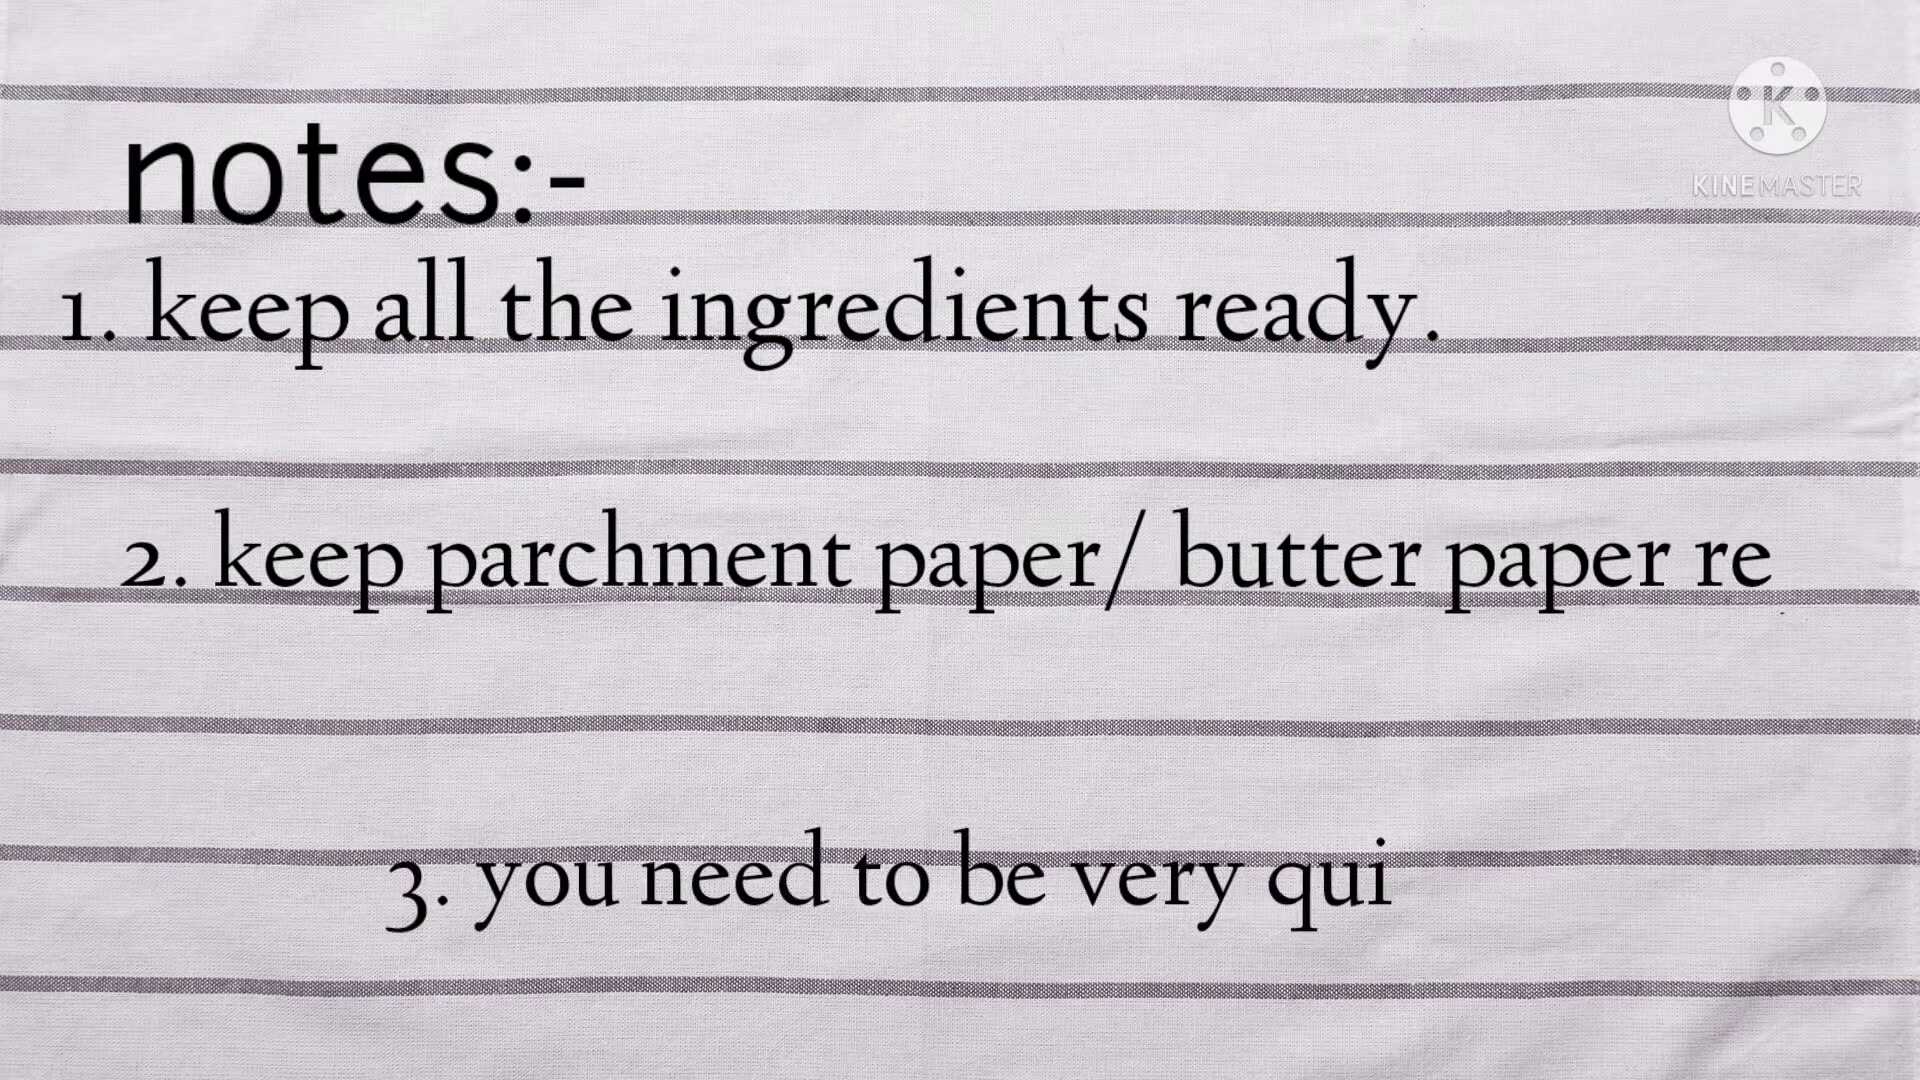 KINEMASTER
notes:-
1. keep all the ingredients ready.
2. keep parchment paper/ butter paper re
3. you need to be very qui